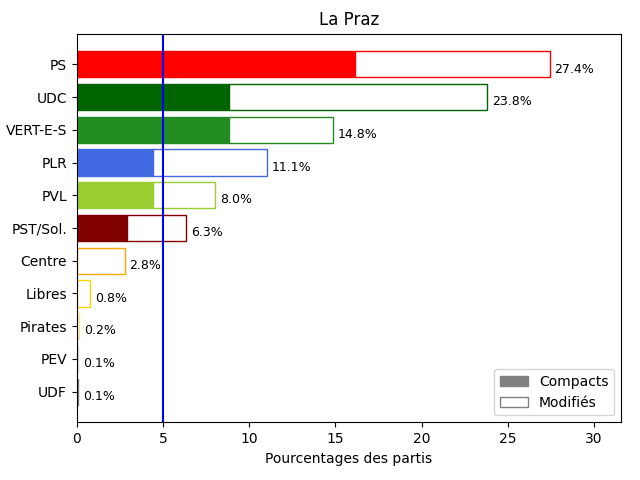 La Praz
PS 27.4%
UDC 23.8%
VERT-E-S 14.8%
PLR 11.1%
PVL 8.0%
PST/Sol. 6.3%
Centre 2.8%
Libres 0.8%
Pirates 0.2%
PEV 0.1%
UDF 0.1%
Compacts
Modifiés
0 5 10 15 20 25 30
Pourcentages des partis